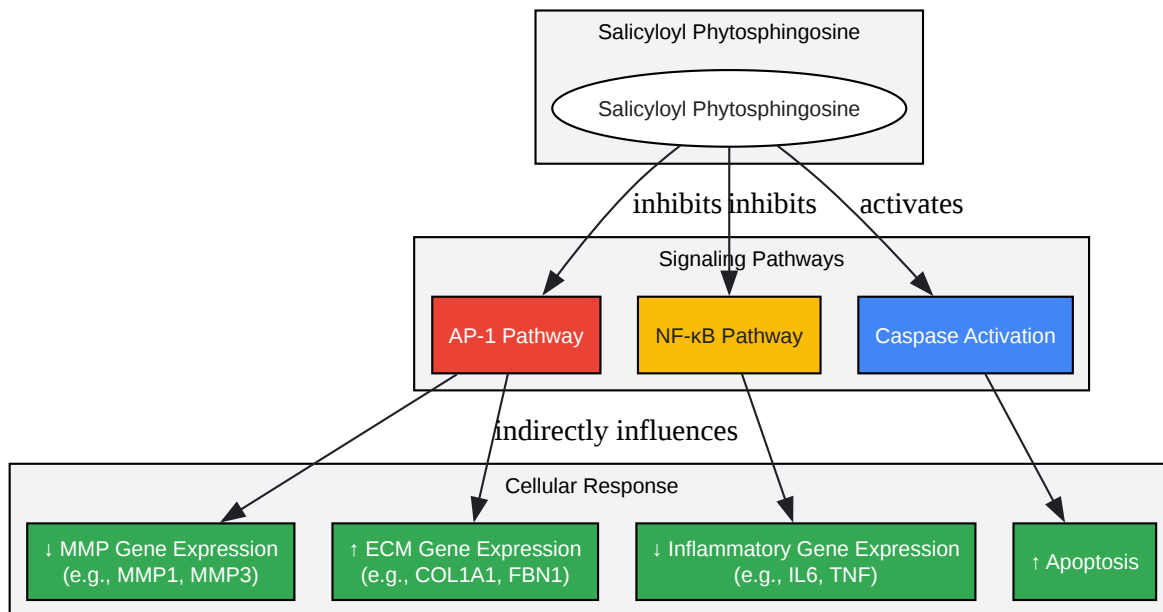 Salicyloyl Phytosphingosine
Salicyloyl Phytosphingosine
inhibits
inhibits
activates
Signaling Pathways
AP-1 Pathway
NF-κB Pathway
Caspase Activation
indirectly influences
Cellular Response
↓ MMP Gene Expression
(e.g., MMP1, MMP3)
↑ ECM Gene Expression
(e.g., COL1A1, FBN1)
↓ Inflammatory Gene Expression
(e.g., IL6, TNF)
↑ Apoptosis